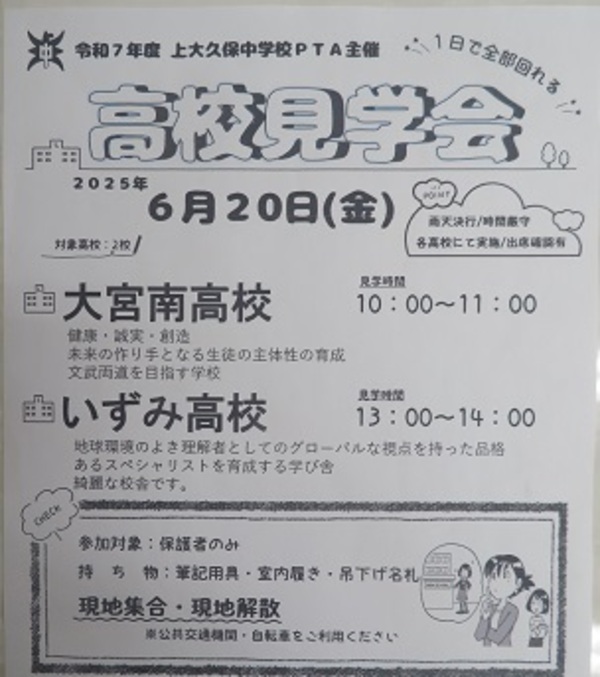 中
令和7年度 上大久保中学校PTA主催
1日で全部回れる
高校見学会
2025年
6月20日(金)
POINT
雨天決行/時間厳守
各高校にて実施/出席確認有
対象高校:2校
大宮南高校
見学時間
10:00～11:00
健康・誠実・創造
未来の作り手となる生徒の主体性の育成
文武両道を目指す学校
いずみ高校
見学時間
13:00～14:00
地球環境のよき理解者としてのグローバルな視点を持った品格
あるスペシャリストを育成する学び舎
綺麗な校舎です。
CHECK
参加対象:保護者のみ
持 ち 物:筆記用具・室内履き・吊下げ名札
現地集合・現地解散
※公共交通機関・自転車をご利用ください